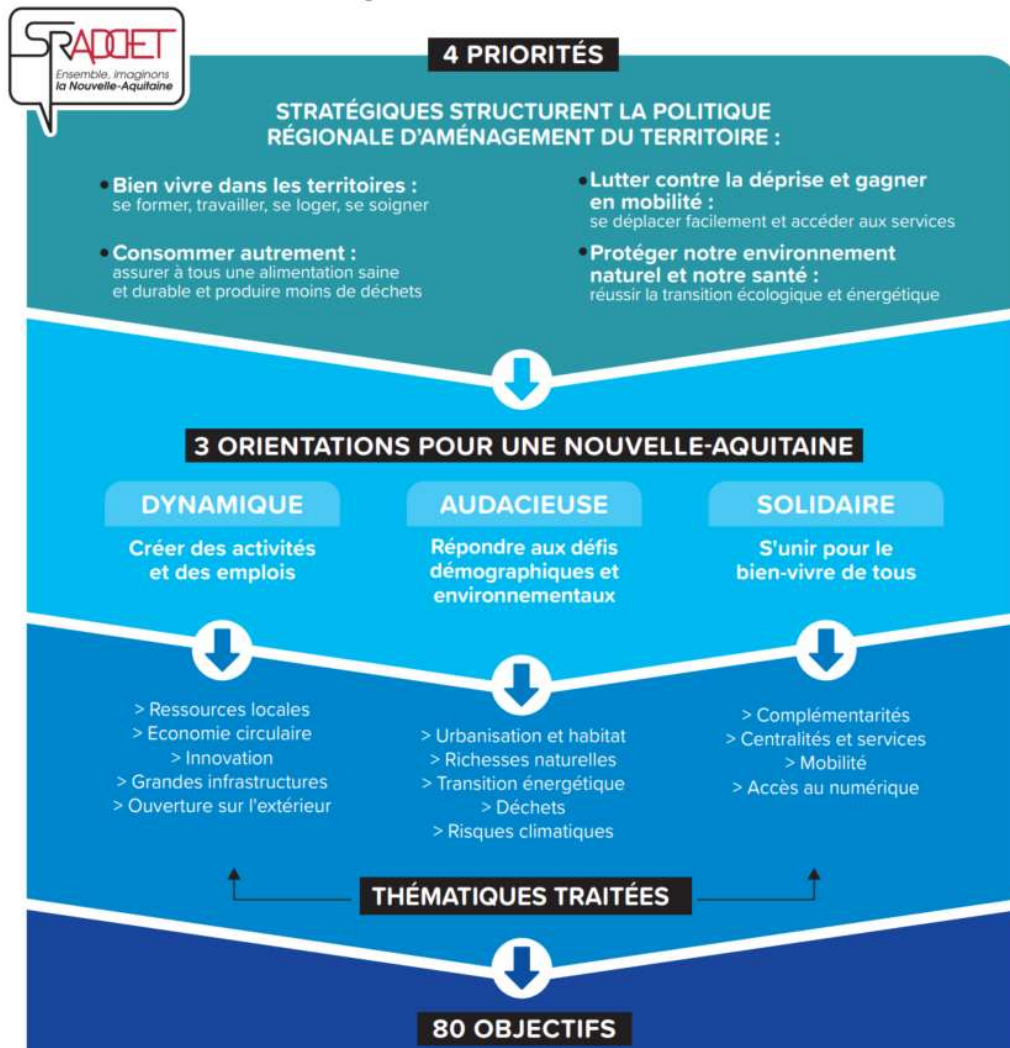 SRADDET
Ensemble, imaginons
la Nouvelle-Aquitaine
4 PRIORITÉS
STRATÉGIQUES STRUCTURENT LA POLITIQUE
RÉGIONALE D'AMÉNAGEMENT DU TERRITOIRE :
• Bien vivre dans les territoires :
se former, travailler, se loger, se soigner
• Consommer autrement :
assurer à tous une alimentation saine
et durable et produire moins de déchets
• Lutter contre la déprise et gagner
en mobilité :
se déplacer facilement et accéder aux services
• Protéger notre environnement
naturel et notre santé :
réussir la transition écologique et énergétique
3 ORIENTATIONS POUR UNE NOUVELLE-AQUITAINE
DYNAMIQUE
Créer des activités
et des emplois
AUDACIEUSE
Répondre aux défis
démographiques et
environnementaux
SOLIDAIRE
S'unir pour le
bien-vivre de tous
> Ressources locales
> Economie circulaire
> Innovation
> Grandes infrastructures
> Ouverture sur l'extérieur
> Urbanisation et habitat
> Richesses naturelles
> Transition énergétique
> Déchets
> Risques climatiques
> Complémentarités
> Centralités et services
> Mobilité
> Accès au numérique
THÉMATIQUES TRAITÉES
80 OBJECTIFS